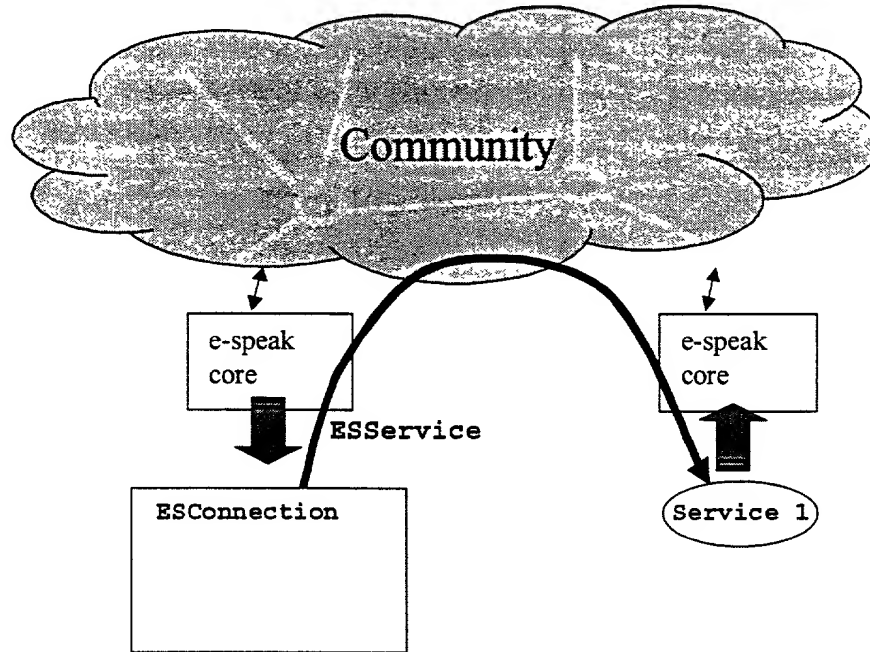 Community
e-speak
core
e-speak
core
ESService
ESConnection
Service 1